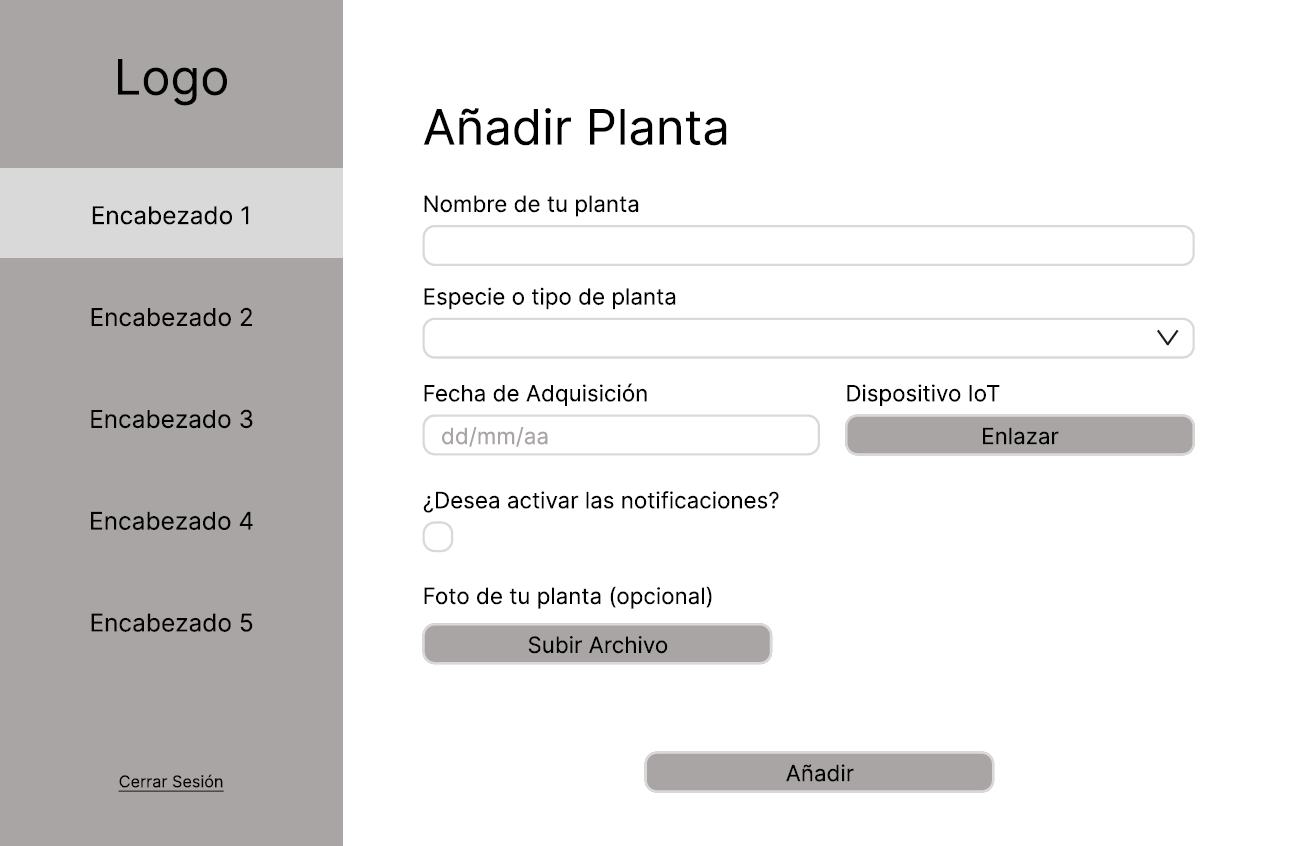 Logo
Encabezado 1
Encabezado 2
Encabezado 3
Encabezado 4
Encabezado 5
Cerrar Sesión
Añadir Planta
Nombre de tu planta
Especie o tipo de planta
Fecha de Adquisición
dd/mm/aa
Dispositivo IoT
Enlazar
¿Desea activar las notificaciones?
Foto de tu planta (opcional)
Subir Archivo
Añadir